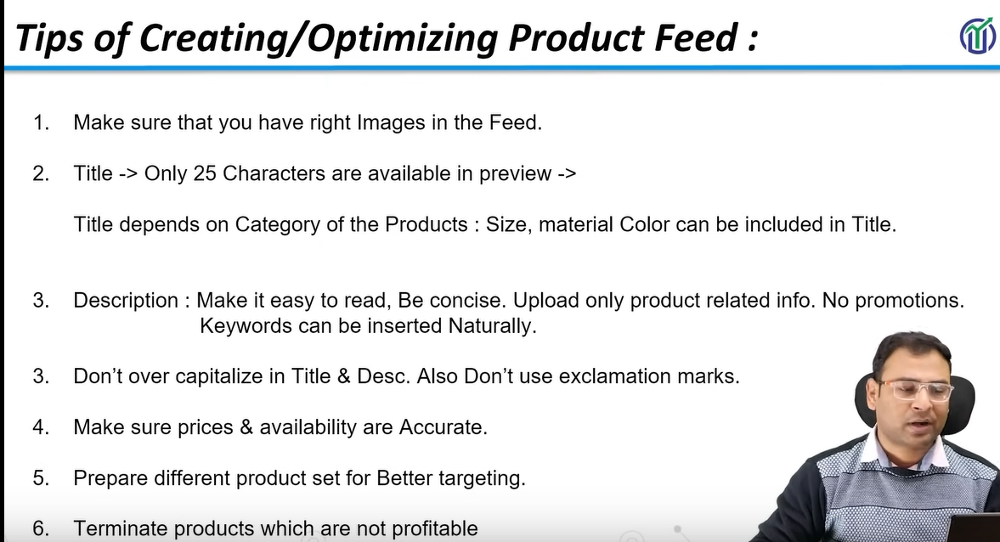 Tips of Creating/Optimizing Product Feed :
1. Make sure that you have right Images in the Feed.
2. Title -> Only 25 Characters are available in preview ->
Title depends on Category of the Products : Size, material Color can be included in Title.
3. Description : Make it easy to read, Be concise. Upload only product related info. No promotions.
Keywords can be inserted Naturally.
3. Don’t over capitalize in Title & Desc. Also Don’t use exclamation marks.
4. Make sure prices & availability are Accurate.
5. Prepare different product set for Better targeting.
6. Terminate products which are not profitable